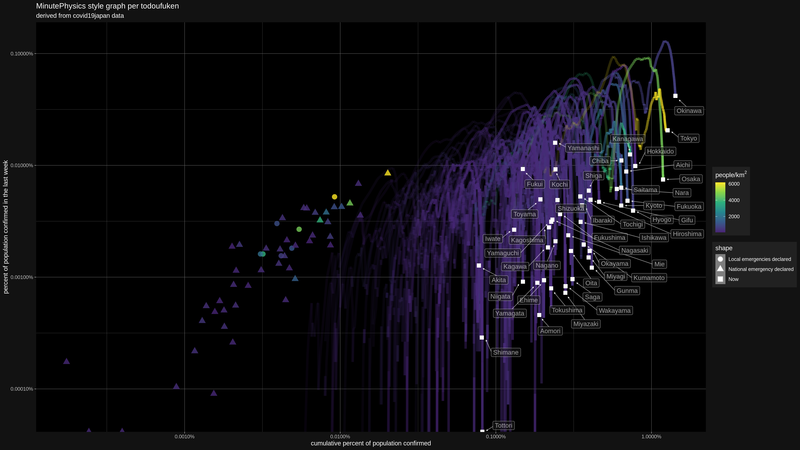 MinutePhysics style graph per todoufuken
derived from covid19japan data
percent of population confirmed in the last week
0.10000%
0.01000%
0.00100%
0.00010%
0.0010%
0.0100%
0.1000%
1.0000%
cumulative percent of population confirmed
Okinawa
Tokyo
Kanagawa
Yamanashi
Hokkaido
Chiba
Aichi
Shiga
Osaka
Fukui
Kochi
Saitama
Nara
Kyoto
Fukuoka
Toyama
Shizuoka
Ibaraki
Hyogo
Gifu
Tochigi
Hiroshima
Iwate
Kagoshima
Fukushima
Ishikawa
Yamaguchi
Nagasaki
Kagawa
Nagano
Okayama
Mie
Akita
Miyagi
Kumamoto
Oita
Gunma
Niigata
Ehime
Saga
Yamagata
Tokushima
Wakayama
Miyazaki
Aomori
Shimane
Tottori
people/km²
6000
4000
2000
shape
Local emergencies declared
National emergency declared
Now